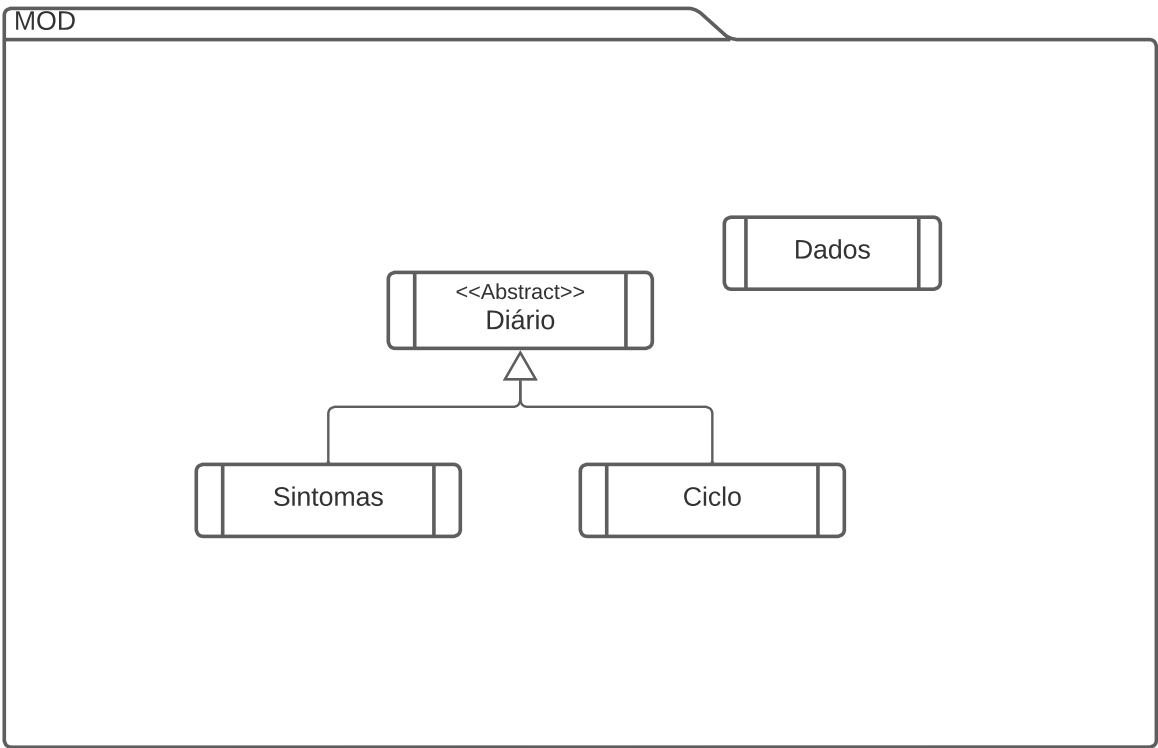 MOD
Dados
<<Abstract>>
Diário
Sintomas
Ciclo